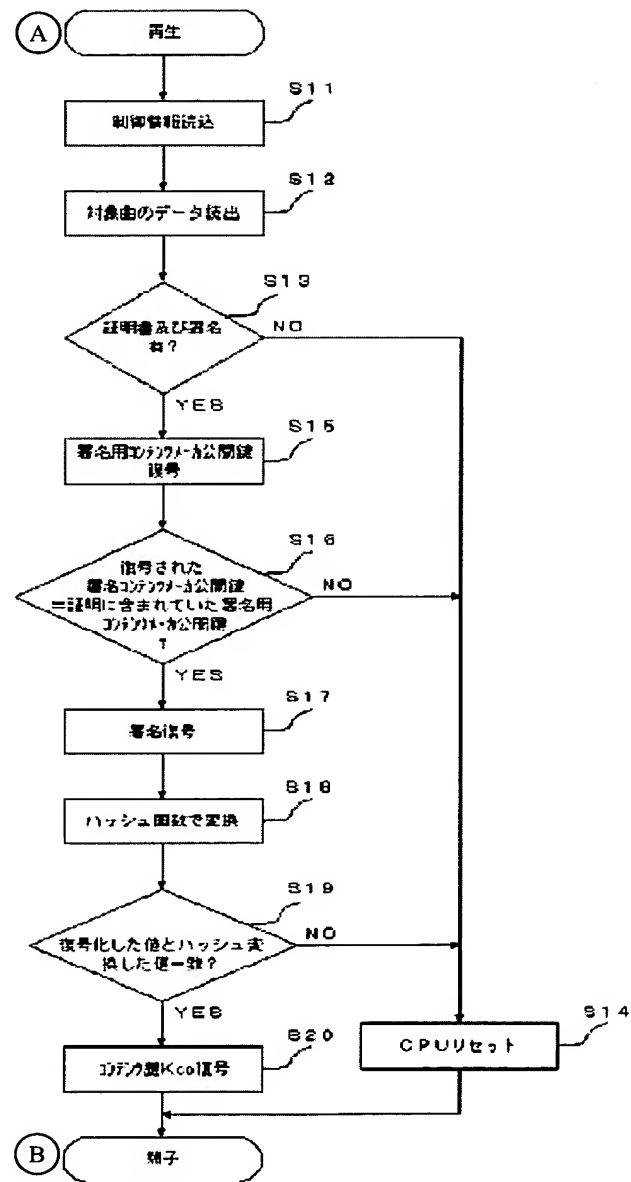 A
再生
S11
制御情報読込
S12
対象曲のデータ読出
S13
証明書及び署名
有?
NO
YES
S15
署名用コンテンツメーカ公開鍵
復号
S16
復号された
署名コンテンツメーカ公開鍵
=証明に含まれていた署名用
コンテンツメーカ公開鍵
?
NO
YES
S17
署名復号
S18
ハッシュ関数で変換
S19
復号化した値とハッシュ変
換した値一致?
NO
YES
S20
コンテンツ鍵Kco復号
S14
CPUリセット
B
端子